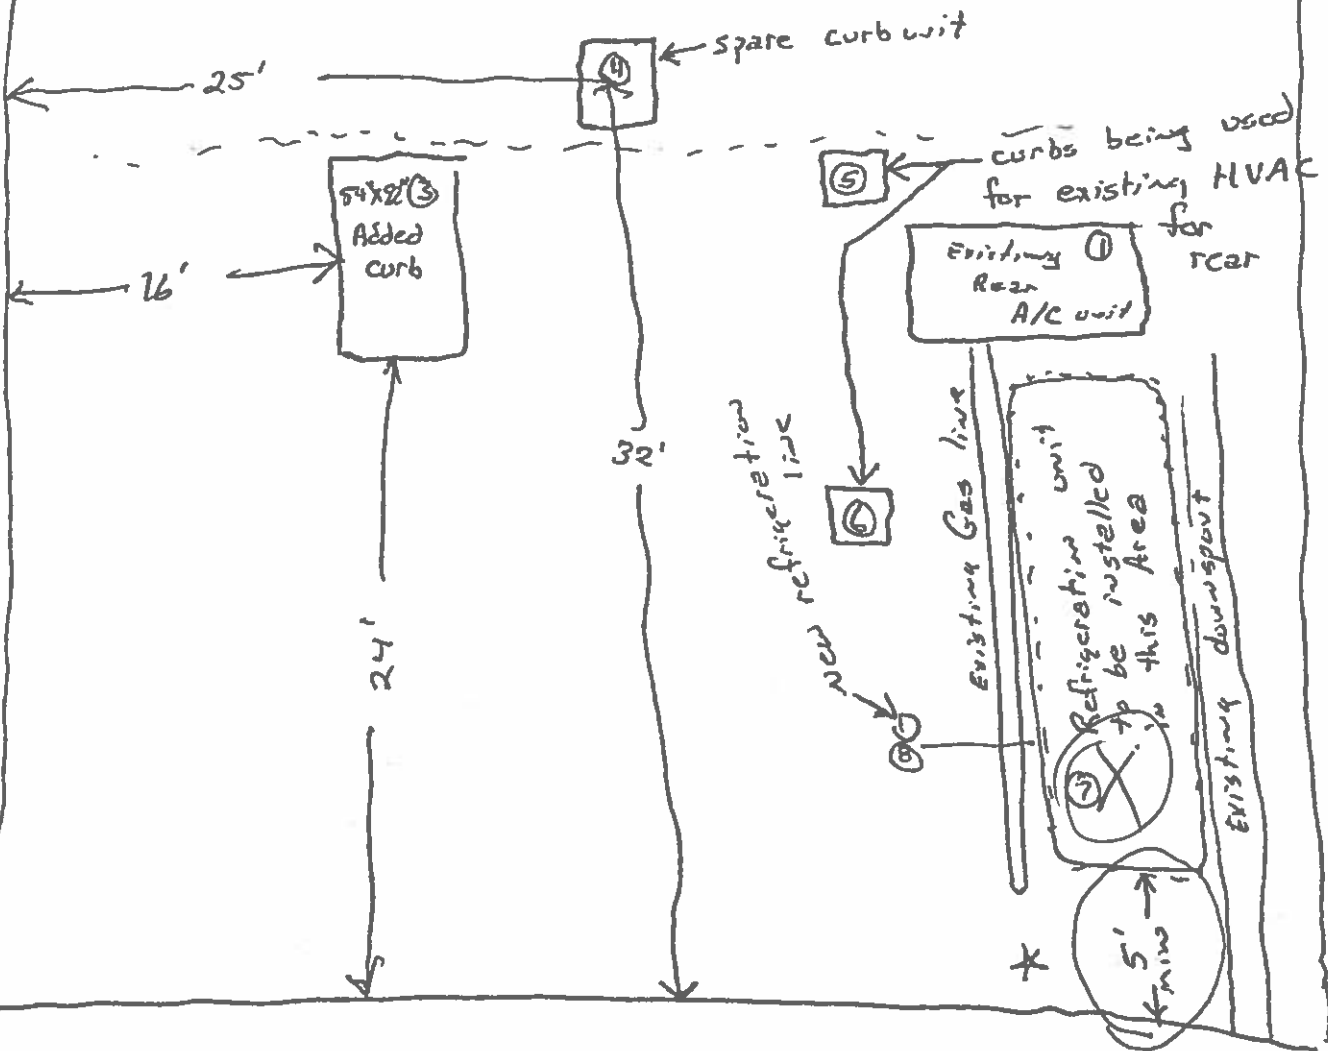 spare curb unit
4
25'
curbs being used
for existing HVAC
for
rear
5
3
Added
curb
16'
Existing 1
Rear
A/C unit
32'
24'
6
New refrigeration
line
8
Existing Gas line
Refrigeration unit
to be installed
in this Area
7
Existing downspout
5'
min